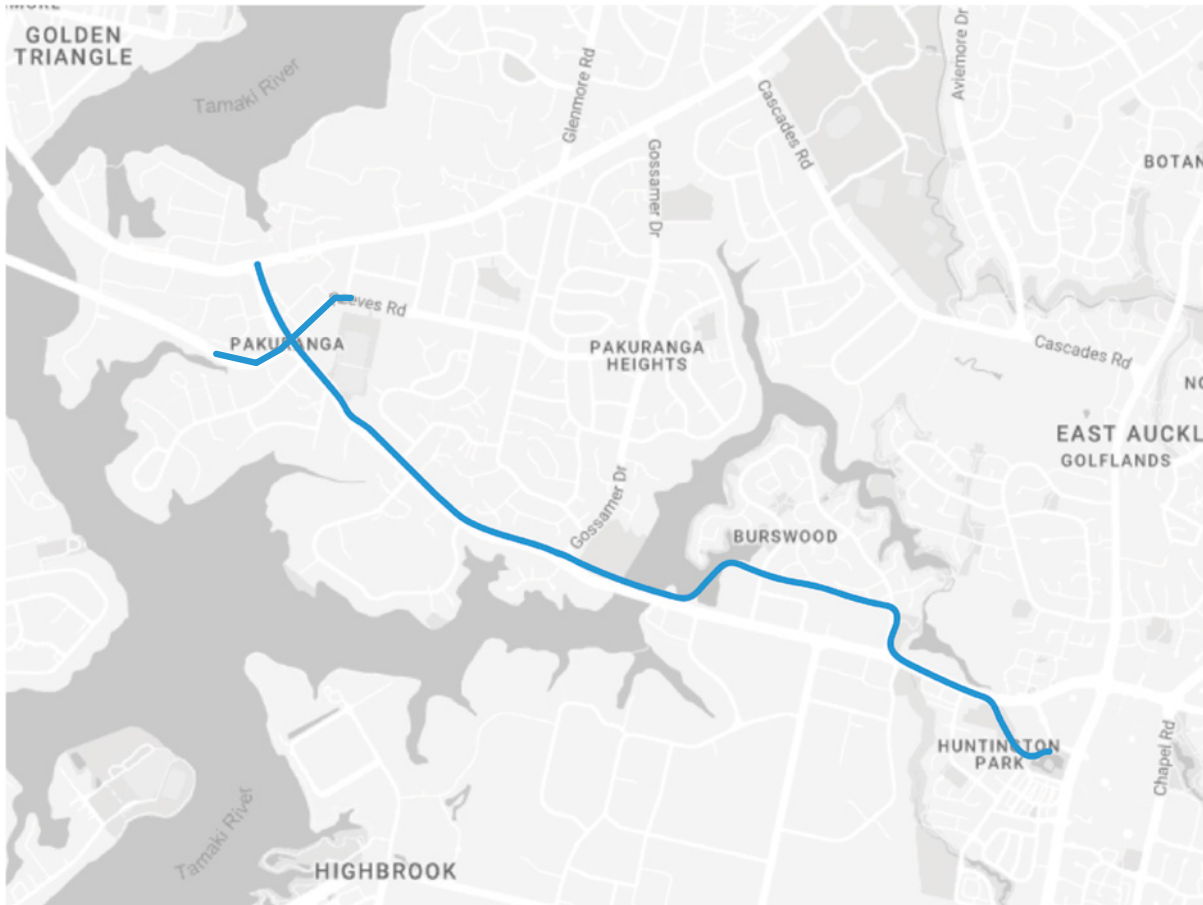 GOLDEN
TRIANGLE
Tamaki River
Glenmore Rd
Gossamer Dr
Cascades Rd
Aviemore Dr
BOTAN
Reeves Rd
PAKURANGA
PAKURANGA
HEIGHTS
Cascades Rd
NO
EAST AUCKL
GOLFLANDS
Gossamer Dr
BURSWOOD
HUNTINGTON
PARK
Chapel Rd
Tamaki River
HIGHBROOK